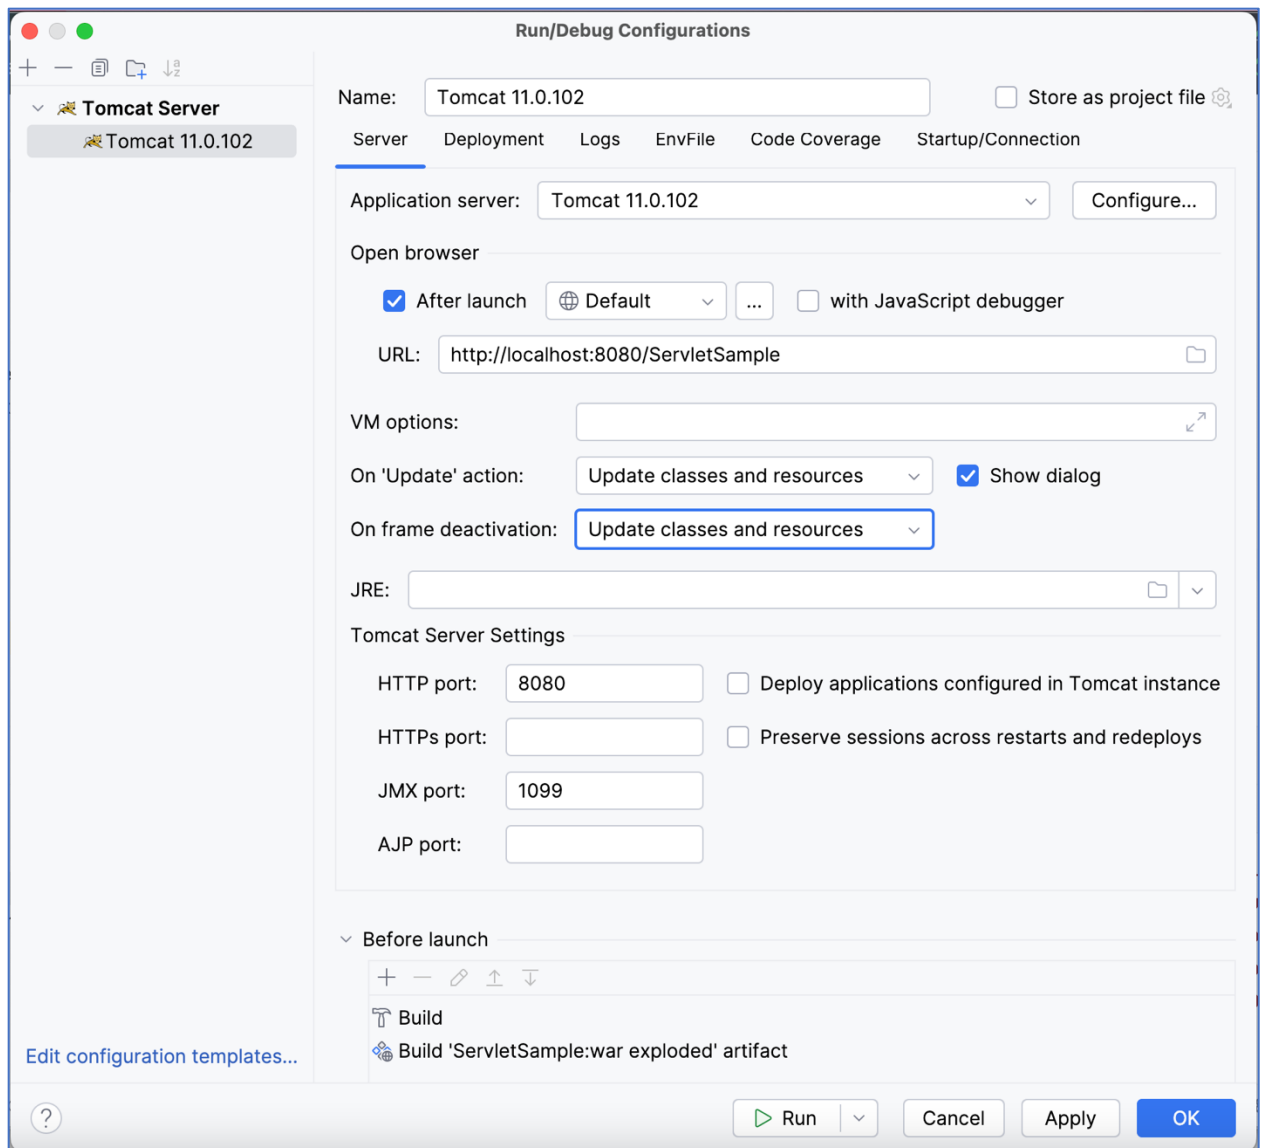 Run/Debug Configurations
Tomcat Server
Tomcat 11.0.102
Name: Tomcat 11.0.102 Store as project file
Server Deployment Logs EnvFile Code Coverage Startup/Connection
Application server: Tomcat 11.0.102 Configure...
Open browser
After launch Default ... with JavaScript debugger
URL: http://localhost:8080/ServletSample
VM options:
On 'Update' action: Update classes and resources Show dialog
On frame deactivation: Update classes and resources
JRE:
Tomcat Server Settings
HTTP port: 8080 Deploy applications configured in Tomcat instance
HTTPs port: Preserve sessions across restarts and redeploys
JMX port: 1099
AJP port:
Before launch
Build
Build 'ServletSample:war exploded' artifact
Edit configuration templates...
? Run Cancel Apply OK